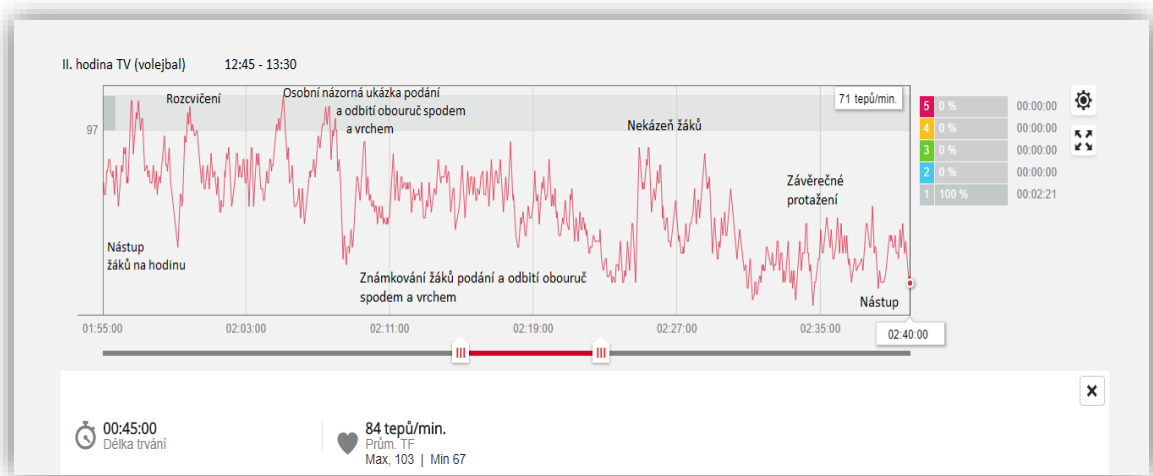 II. hodina TV (volejbal) 12:45 - 13:30
Rozcvičení
Osobní názorná ukázka podání
a odbití obouruč spodem
a vrchem
71 tepů/min.
97
Nekázeň žáků
Závěrečné
protažení
Nástup
žáků na hodinu
Známkování žáků podání a odbití obouruč
spodem a vrchem
Nástup
01:55:00 02:03:00 02:11:00 02:19:00 02:27:00 02:35:00 02:40:00
5 0 % 00:00:00
4 0 % 00:00:00
3 0 % 00:00:00
2 0 % 00:00:00
1 100 % 00:02:21
00:45:00
Délka trvání
84 tepů/min.
Prům. TF
Max, 103 | Min 67